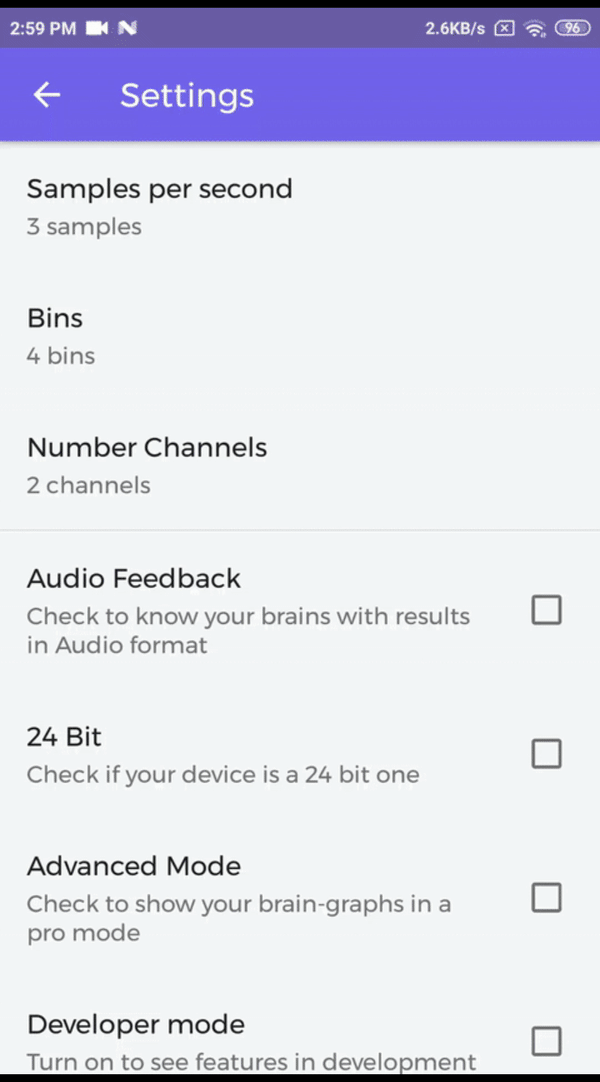 2:59 PM 2.6KB/s 96
Settings
Samples per second
3 samples
Bins
4 bins
Number Channels
2 channels
Audio Feedback
Check to know your brains with results
in Audio format
24 Bit
Check if your device is a 24 bit one
Advanced Mode
Check to show your brain-graphs in a
pro mode
Developer mode
Turn on to see features in development